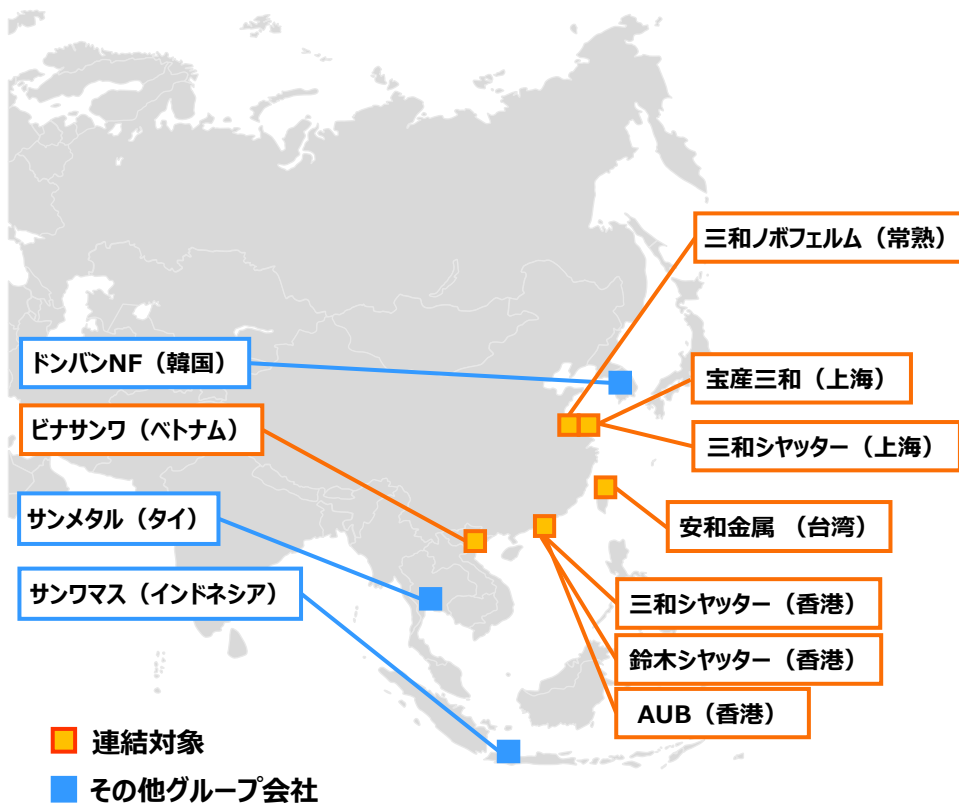 三和ノボフェルム（常熟）
ドンバンNF（韓国）
宝産三和（上海）
ビナサンワ（ベトナム）
三和シヤッター（上海）
サンメタル（タイ）
安和金属 （台湾）
サンワマス（インドネシア）
三和シヤッター（香港）
鈴木シヤッター（香港）
AUB（香港）
連結対象
その他グループ会社